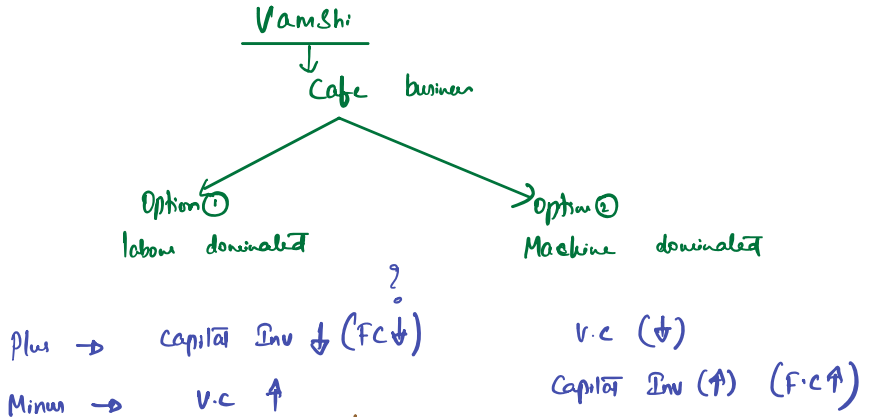 Vamshi
Cafe business
Option ① Option ②
labour dominated Machine dominated
?
Plus → Capital Inv ↓ (FC↓) V.C (↓)
Minus → V.C ↑ Capital Inv (↑) (F.C↑)